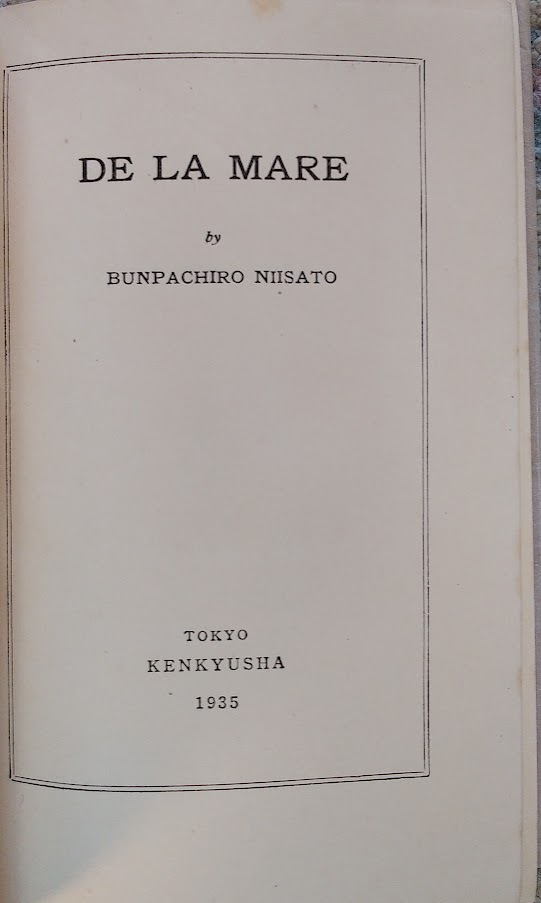 DE LA MARE
by
BUNPACHIRO NIISATO
TOKYO
KENKYUSHA
1935